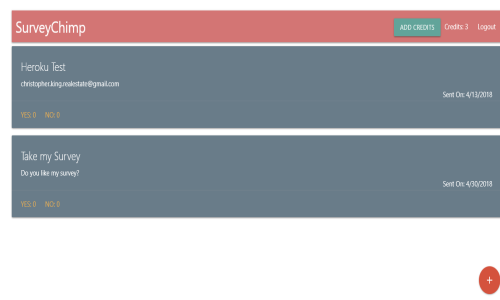 SurveyChimp
ADD CREDITS Credits: 3 Logout
Heroku Test
christopher.king.realestate@gmail.com
Sent On: 4/13/2018
YES: 0 NO: 0
Take my Survey
Do you like my survey?
Sent On: 4/30/2018
YES: 0 NO: 0
+